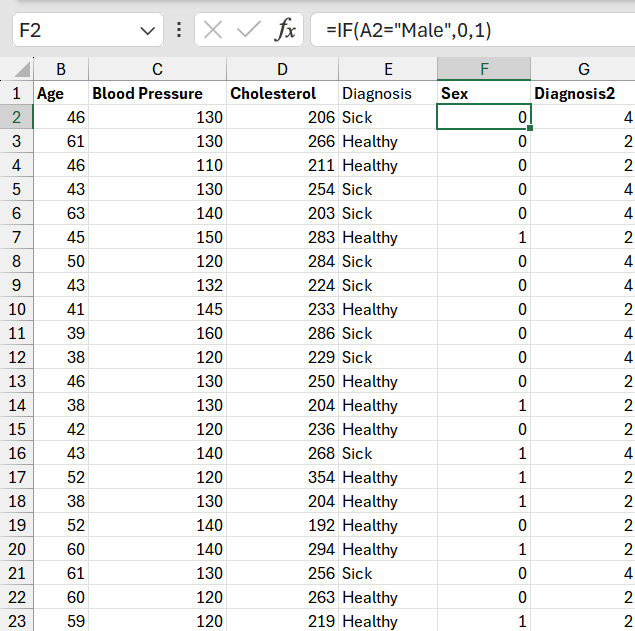 F2 fx =IF(A2="Male",0,1)
B C D E F G
1 Age Blood Pressure Cholesterol Diagnosis Sex Diagnosis2
2 46 130 206 Sick 0 4
3 61 130 266 Healthy 0 2
4 46 110 211 Healthy 0 2
5 43 130 254 Sick 0 4
6 63 140 203 Sick 0 4
7 45 150 283 Healthy 1 2
8 50 120 284 Sick 0 4
9 43 132 224 Sick 0 4
10 41 145 233 Healthy 0 2
11 39 160 286 Sick 0 4
12 38 120 229 Sick 0 4
13 46 130 250 Healthy 0 2
14 38 130 204 Healthy 1 2
15 42 120 236 Healthy 0 2
16 43 140 268 Sick 1 4
17 52 120 354 Healthy 1 2
18 38 130 204 Healthy 1 2
19 52 140 192 Healthy 0 2
20 60 140 294 Healthy 1 2
21 61 130 256 Sick 0 4
22 60 120 263 Healthy 0 2
23 59 120 219 Healthy 1 2